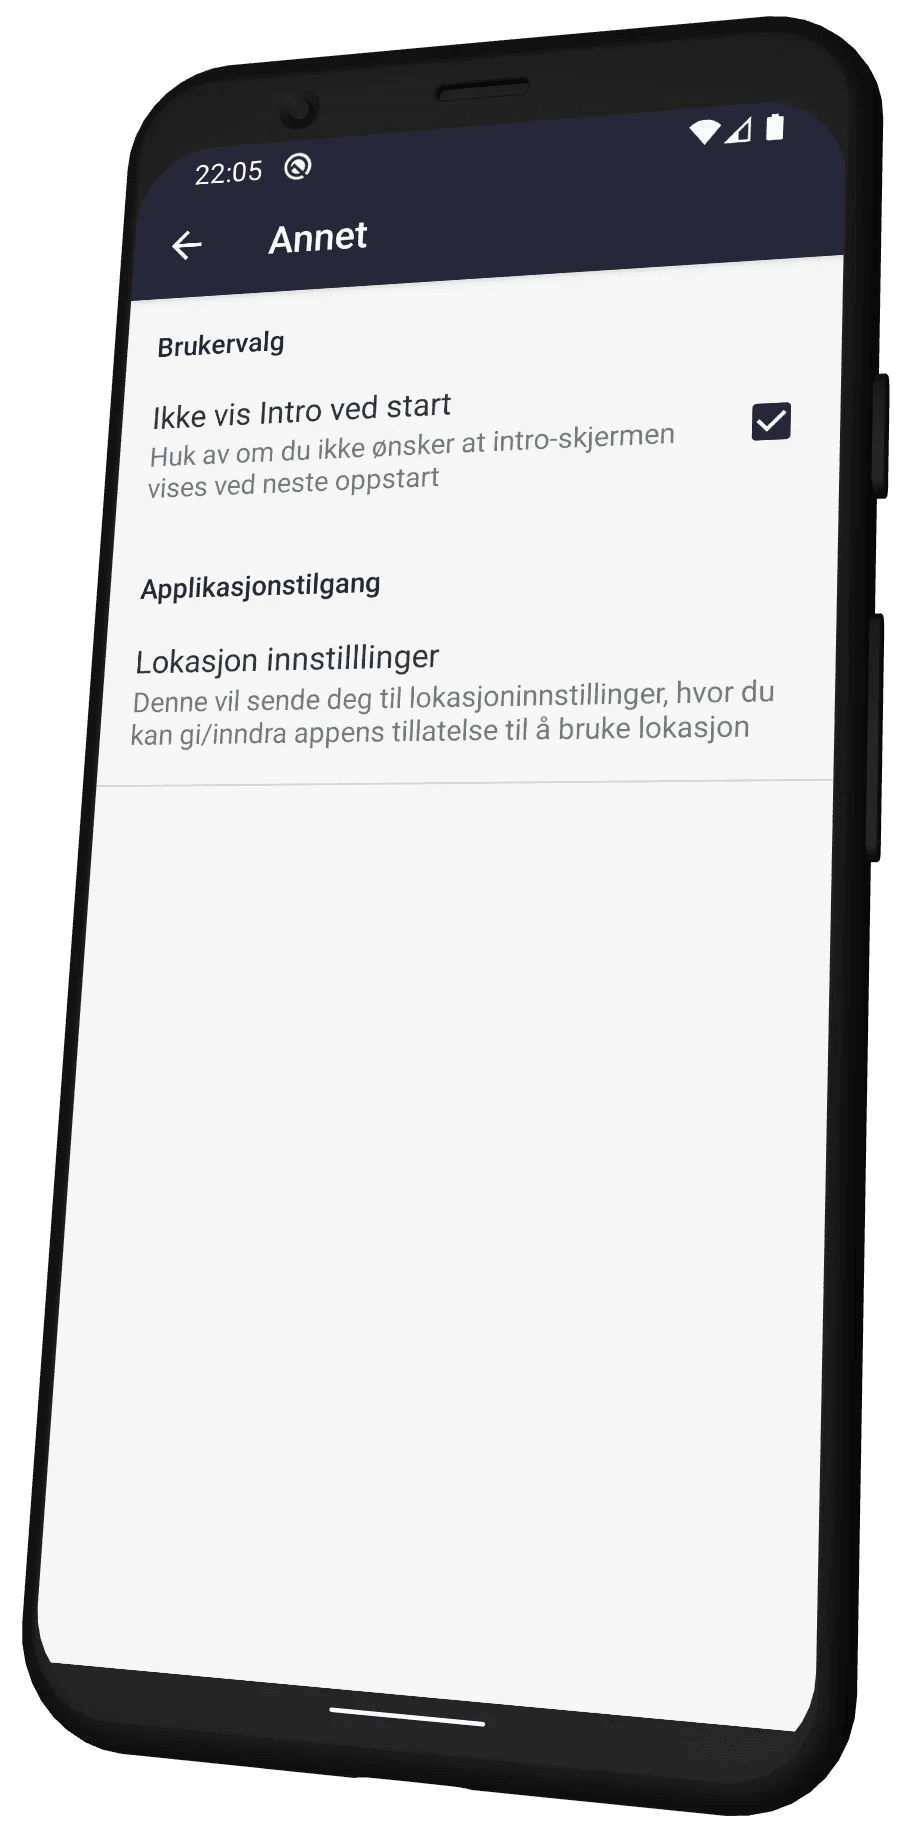 22:05
Annet
Brukervalg
Ikke vis Intro ved start
Huk av om du ikke ønsker at intro-skjermen
vises ved neste oppstart
Applikasjonstilgang
Lokasjon innstilllinger
Denne vil sende deg til lokasjoninnstillinger, hvor du
kan gi/inndra appens tillatelse til å bruke lokasjon